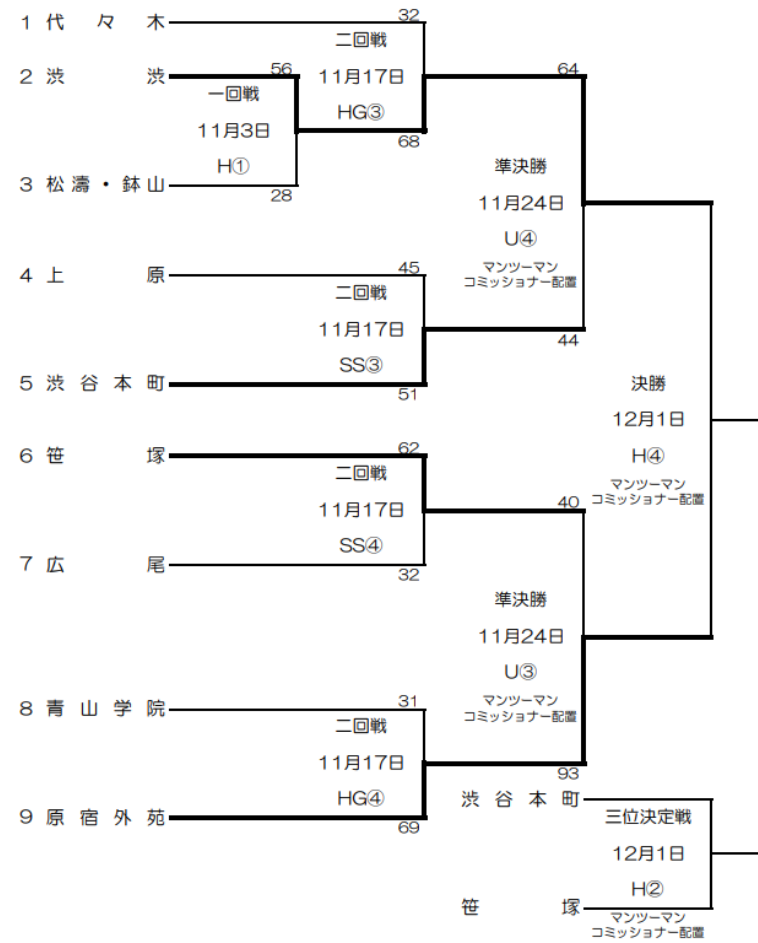 1 代々木
32
二回戦
11月17日
HG③
2 渋渋
56
一回戦
11月3日
H①
68
3 松濤・鉢山
28
64
準決勝
11月24日
U④
マンツーマン
コミッショナー配置
4 上原
45
二回戦
11月17日
SS③
44
5 渋谷本町
51
決勝
12月1日
H④
マンツーマン
コミッショナー配置
6 笹塚
62
二回戦
11月17日
SS④
40
7 広尾
32
準決勝
11月24日
U③
マンツーマン
コミッショナー配置
8 青山学院
31
二回戦
11月17日
HG④
93
9 原宿外苑
69
渋谷本町
三位決定戦
12月1日
H②
笹塚
マンツーマン
コミッショナー配置